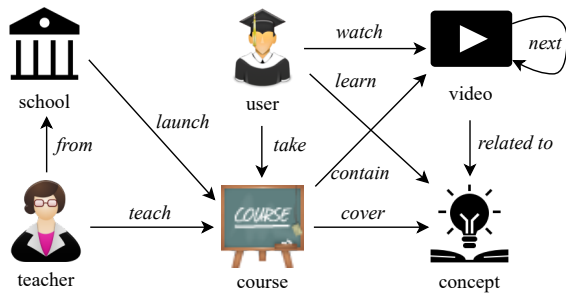 watch
next
learn
school
user
video
launch
from
take
related to
contain
teach
COURSE
cover
teacher
course
concept